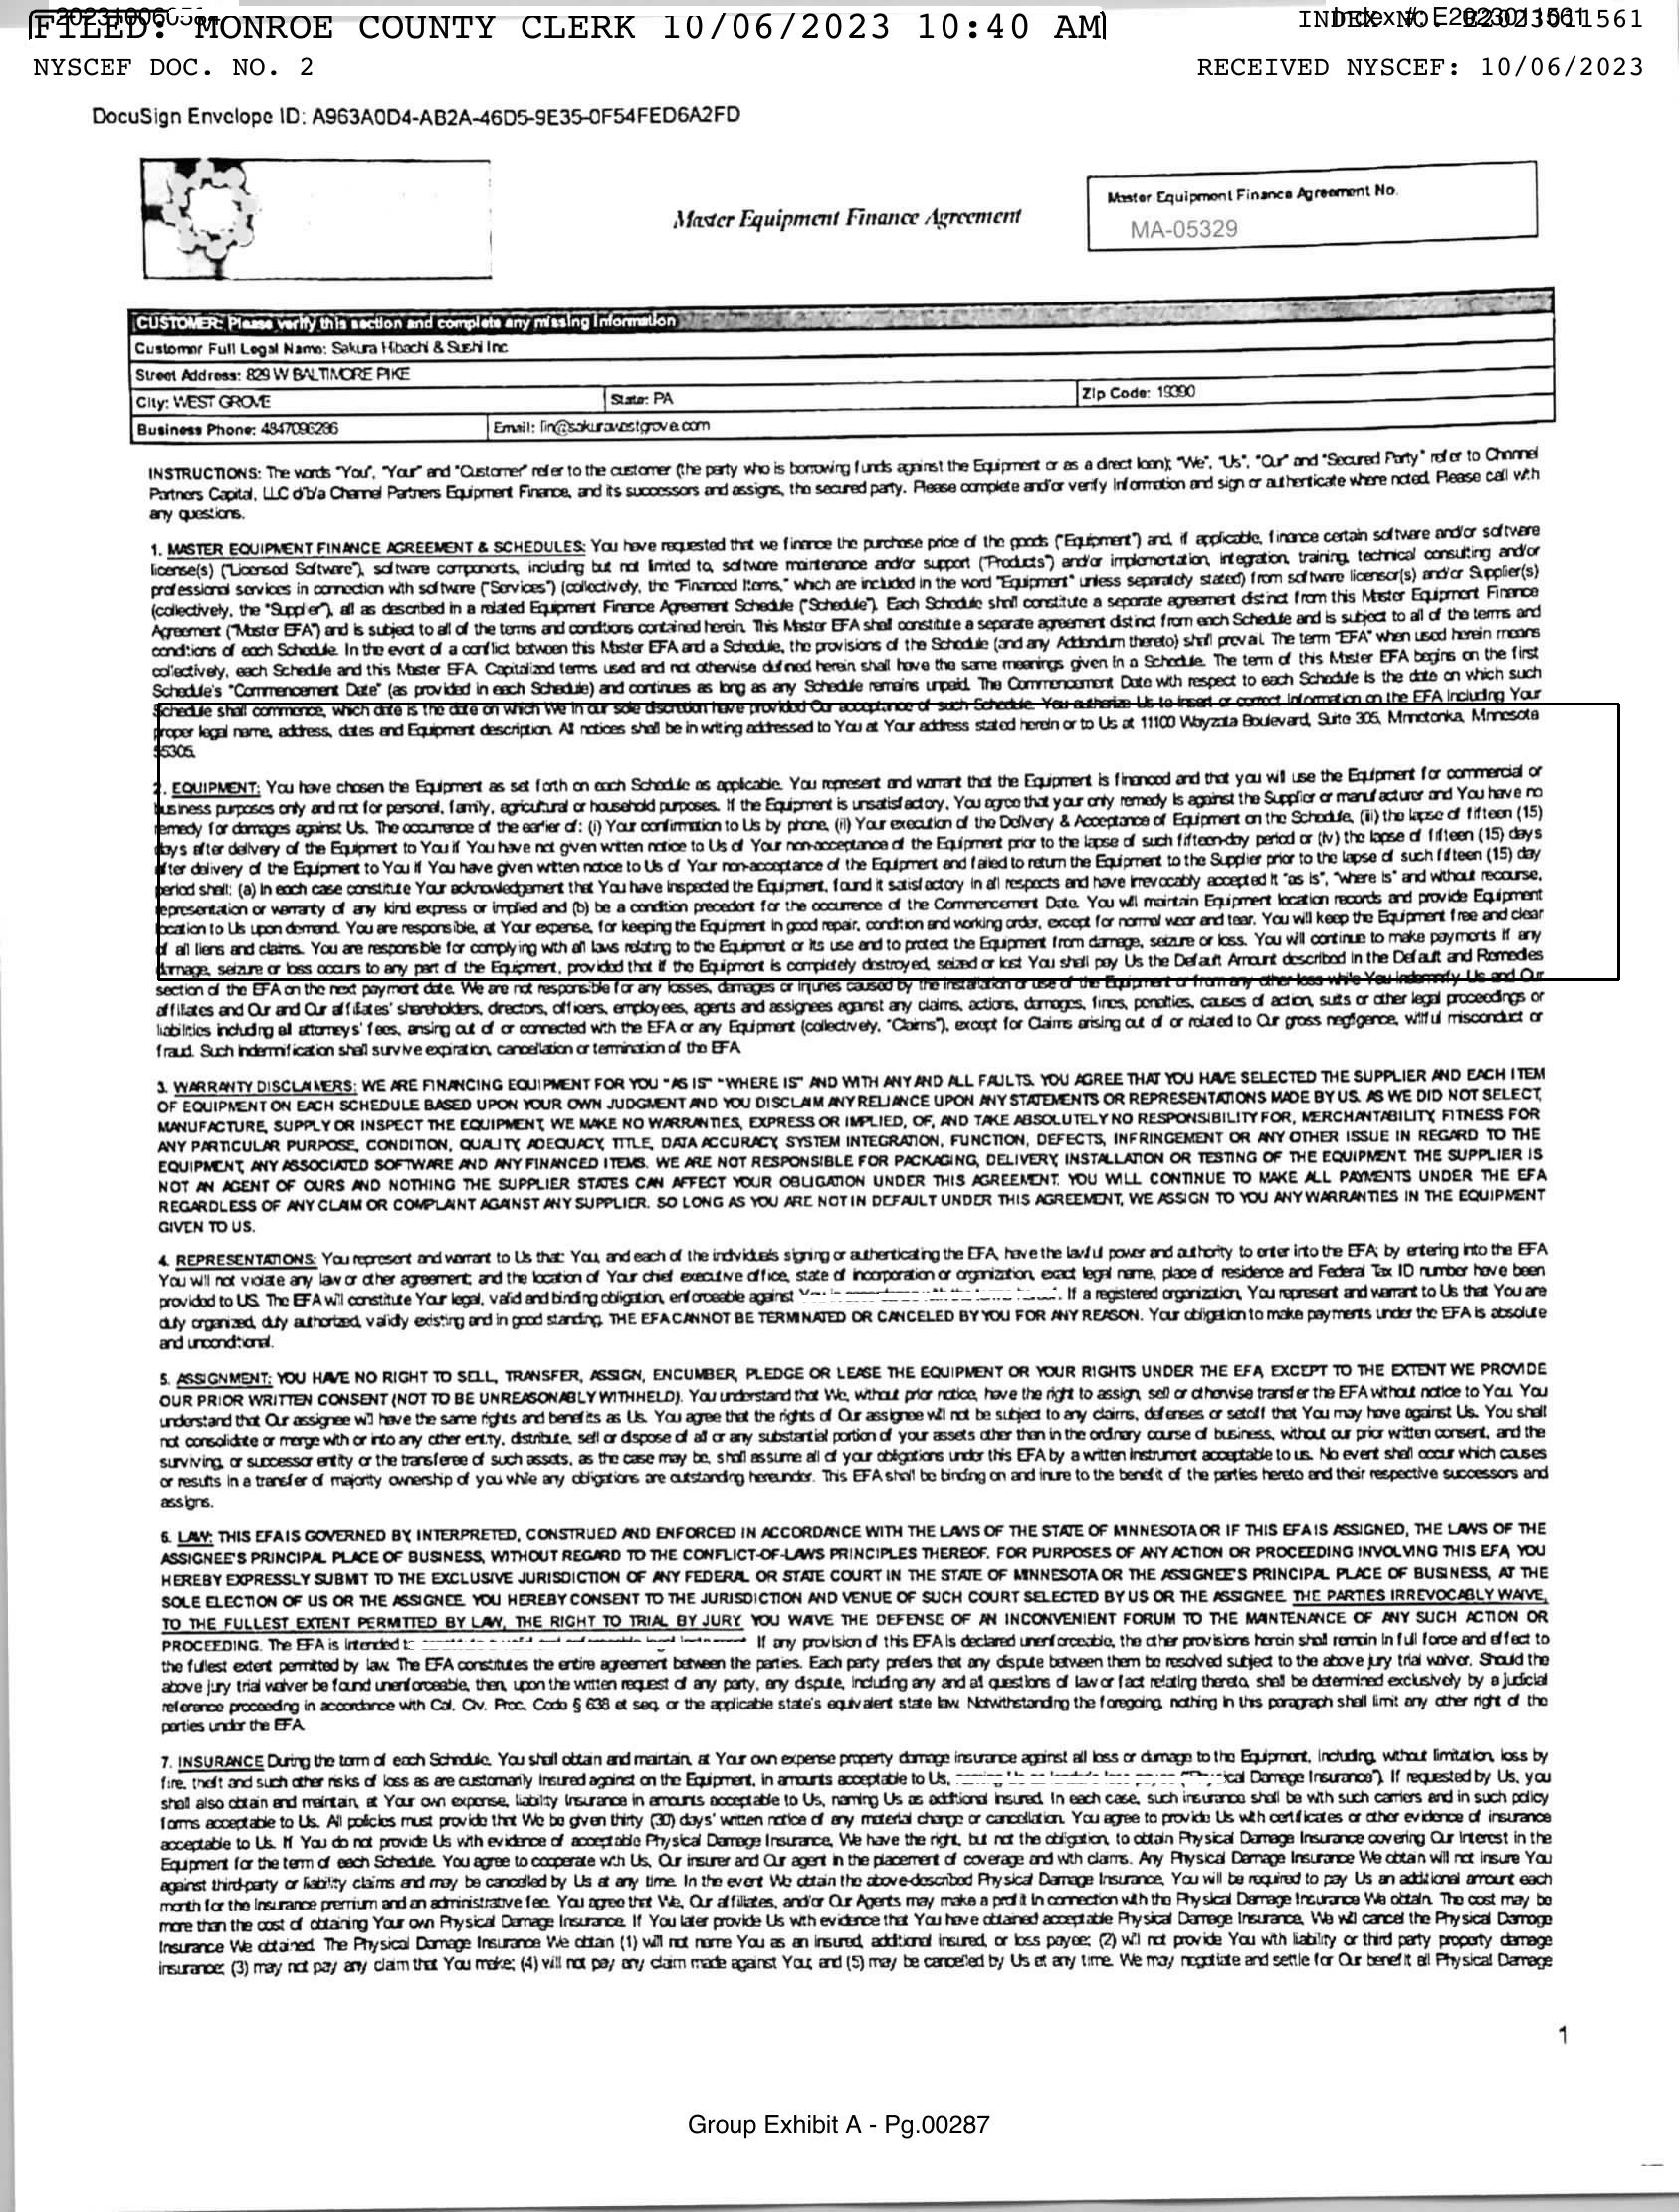 202310060584
Index #: E2023011561
FILED: MONROE COUNTY CLERK 10/06/2023 10:40 AM
INDEX NO. E2023011561
NYSCEF DOC. NO. 2
RECEIVED NYSCEF: 10/06/2023
DocuSign Envelope ID: A963A0D4-AB2A-46D5-9E35-0F54FED6A2FD
Master Equipment Finance Agreement
Master Equipment Finance Agreement No.
MA-05329
CUSTOMER: Please verify this section and complete any missing information
Customer Full Legal Name: Sakura Hibachi & Sushi Inc
Street Address: 829 W BALTIMORE PIKE
City: WEST GROVE
State: PA
Zip Code: 19390
Business Phone: 4847096286
Email: lin@sakurawestgrove.com
INSTRUCTIONS: The words "You", "Your" and "Customer" refer to the customer (the party who is borrowing funds against the Equipment or as a direct loan); "We", "Us", "Our" and "Secured Party" refer to Channel
Partners Capital, LLC d/b/a Channel Partners Equipment Finance, and its successors and assigns, the secured party. Please complete and/or verify information and sign or authenticate where noted. Please call with
any questions.
1. MASTER EQUIPMENT FINANCE AGREEMENT & SCHEDULES: You have requested that we finance the purchase price of the goods ("Equipment") and, if applicable, finance certain software and/or software
license(s) ("Licensed Software"), software components, including but not limited to, software maintenance and/or support ("Products") and/or implementation, integration, training, technical consulting and/or
professional services in connection with software ("Services") (collectively, the "Financed Items," which are included in the word "Equipment" unless separately stated) from software licensor(s) and/or Supplier(s)
(collectively, the "Supplier"), all as described in a related Equipment Finance Agreement Schedule ("Schedule"). Each Schedule shall constitute a separate agreement distinct from this Master Equipment Finance
Agreement ("Master EFA") and is subject to all of the terms and conditions contained herein. This Master EFA shall constitute a separate agreement distinct from each Schedule and is subject to all of the terms and
conditions of each Schedule. In the event of a conflict between this Master EFA and a Schedule, the provisions of the Schedule (and any Addendum thereto) shall prevail. The term "EFA" when used herein means
collectively, each Schedule and this Master EFA. Capitalized terms used and not otherwise defined herein shall have the same meanings given in a Schedule. The term of this Master EFA begins on the first
Schedule's "Commencement Date" (as provided in each Schedule) and continues as long as any Schedule remains unpaid. The Commencement Date with respect to each Schedule is the date on which such
Schedule shall commence, which date is the date on which We in our sole discretion have provided Our acceptance of such Schedule. You authorize Us to insert or correct information on the EFA including Your
proper legal name, address, dates and Equipment description. All notices shall be in writing addressed to You at Your address stated herein or to Us at 11100 Wayzata Boulevard, Suite 305, Minnetonka, Minnesota
55305.
2. EQUIPMENT: You have chosen the Equipment as set forth on each Schedule as applicable. You represent and warrant that the Equipment is financed and that you will use the Equipment for commercial or
business purposes only and not for personal, family, agricultural or household purposes. If the Equipment is unsatisfactory, You agree that your only remedy is against the Supplier or manufacturer and You have no
remedy for damages against Us. The occurrence of the earlier of: (i) Your confirmation to Us by phone, (ii) Your execution of the Delivery & Acceptance of Equipment on the Schedule, (iii) the lapse of fifteen (15)
days after delivery of the Equipment to You if You have not given written notice to Us of Your non-acceptance of the Equipment prior to the lapse of such fifteen-day period or (iv) the lapse of fifteen (15) days
after delivery of the Equipment to You if You have given written notice to Us of Your non-acceptance of the Equipment and failed to return the Equipment to the Supplier prior to the lapse of such fifteen (15) day
period shall: (a) in each case constitute Your acknowledgement that You have inspected the Equipment, found it satisfactory in all respects and have irrevocably accepted it "as is", "where is" and without recourse,
representation or warranty of any kind express or implied and (b) be a condition precedent for the occurrence of the Commencement Date. You will maintain Equipment location records and provide Equipment
location to Us upon demand. You are responsible, at Your expense, for keeping the Equipment in good repair, condition and working order, except for normal wear and tear. You will keep the Equipment free and clear
of all liens and claims. You are responsible for complying with all laws relating to the Equipment or its use and to protect the Equipment from damage, seizure or loss. You will continue to make payments if any
damage, seizure or loss occurs to any part of the Equipment, provided that if the Equipment is completely destroyed, seized or lost You shall pay Us the Default Amount described in the Default and Remedies
section of the EFA on the next payment date. We are not responsible for any losses, damages or injuries caused by the installation or use of the Equipment or from any other loss while You indemnify Us and Our
affiliates and Our and Our affiliates' shareholders, directors, officers, employees, agents and assignees against any claims, actions, damages, fines, penalties, causes of action, suits or other legal proceedings or
liabilities including all attorneys' fees, arising out of or connected with the EFA or any Equipment (collectively, "Claims"), except for Claims arising out of or related to Our gross negligence, willful misconduct or
fraud. Such indemnification shall survive expiration, cancellation or termination of the EFA.
3. WARRANTY DISCLAIMERS: WE ARE FINANCING EQUIPMENT FOR YOU "AS IS" "WHERE IS" AND WITH ANY AND ALL FAULTS. YOU AGREE THAT YOU HAVE SELECTED THE SUPPLIER AND EACH ITEM
OF EQUIPMENT ON EACH SCHEDULE BASED UPON YOUR OWN JUDGMENT AND YOU DISCLAIM ANY RELIANCE UPON ANY STATEMENTS OR REPRESENTATIONS MADE BY US. AS WE DID NOT SELECT,
MANUFACTURE, SUPPLY OR INSPECT THE EQUIPMENT, WE MAKE NO WARRANTIES, EXPRESS OR IMPLIED, OF, AND TAKE ABSOLUTELY NO RESPONSIBILITY FOR, MERCHANTABILITY, FITNESS FOR
ANY PARTICULAR PURPOSE, CONDITION, QUALITY, ADEQUACY, TITLE, DATA ACCURACY, SYSTEM INTEGRATION, FUNCTION, DEFECTS, INFRINGEMENT OR ANY OTHER ISSUE IN REGARD TO THE
EQUIPMENT, ANY ASSOCIATED SOFTWARE AND ANY FINANCED ITEMS. WE ARE NOT RESPONSIBLE FOR PACKAGING, DELIVERY, INSTALLATION OR TESTING OF THE EQUIPMENT. THE SUPPLIER IS
NOT AN AGENT OF OURS AND NOTHING THE SUPPLIER STATES CAN AFFECT YOUR OBLIGATION UNDER THIS AGREEMENT. YOU WILL CONTINUE TO MAKE ALL PAYMENTS UNDER THE EFA
REGARDLESS OF ANY CLAIM OR COMPLAINT AGAINST ANY SUPPLIER. SO LONG AS YOU ARE NOT IN DEFAULT UNDER THIS AGREEMENT, WE ASSIGN TO YOU ANY WARRANTIES IN THE EQUIPMENT
GIVEN TO US.
4. REPRESENTATIONS: You represent and warrant to Us that: You, and each of the individuals signing or authenticating the EFA, have the lawful power and authority to enter into the EFA; by entering into the EFA
You will not violate any law or other agreement; and the location of Your chief executive office, state of incorporation or organization, exact legal name, place of residence and Federal Tax ID number have been
provided to US. The EFA will constitute Your legal, valid and binding obligation, enforceable against If a registered organization, You represent and warrant to Us that You are
duly organized, duly authorized, validly existing and in good standing. THE EFA CANNOT BE TERMINATED OR CANCELED BY YOU FOR ANY REASON. Your obligation to make payments under the EFA is absolute
and unconditional.
5. ASSIGNMENT: YOU HAVE NO RIGHT TO SELL, TRANSFER, ASSIGN, ENCUMBER, PLEDGE OR LEASE THE EQUIPMENT OR YOUR RIGHTS UNDER THE EFA, EXCEPT TO THE EXTENT WE PROVIDE
OUR PRIOR WRITTEN CONSENT (NOT TO BE UNREASONABLY WITHHELD). You understand that We, without prior notice, have the right to assign, sell or otherwise transfer the EFA without notice to You. You
understand that Our assignee will have the same rights and benefits as Us. You agree that the rights of Our assignee will not be subject to any claims, defenses or setoff that You may have against Us. You shall
not consolidate or merge with or into any other entity, distribute, sell or dispose of all or any substantial portion of your assets other than in the ordinary course of business, without our prior written consent, and the
surviving, or successor entity or the transferee of such assets, as the case may be, shall assume all of your obligations under this EFA by a written instrument acceptable to us. No event shall occur which causes
or results in a transfer of majority ownership of you while any obligations are outstanding hereunder. This EFA shall be binding on and inure to the benefit of the parties hereto and their respective successors and
assigns.
6. LAW: THIS EFA IS GOVERNED BY, INTERPRETED, CONSTRUED AND ENFORCED IN ACCORDANCE WITH THE LAWS OF THE STATE OF MINNESOTA OR IF THIS EFA IS ASSIGNED, THE LAWS OF THE
ASSIGNEE'S PRINCIPAL PLACE OF BUSINESS, WITHOUT REGARD TO THE CONFLICT-OF-LAWS PRINCIPLES THEREOF. FOR PURPOSES OF ANY ACTION OR PROCEEDING INVOLVING THIS EFA, YOU
HEREBY EXPRESSLY SUBMIT TO THE EXCLUSIVE JURISDICTION OF ANY FEDERAL OR STATE COURT IN THE STATE OF MINNESOTA OR THE ASSIGNEE'S PRINCIPAL PLACE OF BUSINESS, AT THE
SOLE ELECTION OF US OR THE ASSIGNEE. YOU HEREBY CONSENT TO THE JURISDICTION AND VENUE OF SUCH COURT SELECTED BY US OR THE ASSIGNEE. THE PARTIES IRREVOCABLY WAIVE,
TO THE FULLEST EXTENT PERMITTED BY LAW, THE RIGHT TO TRIAL BY JURY. YOU WAIVE THE DEFENSE OF AN INCONVENIENT FORUM TO THE MAINTENANCE OF ANY SUCH ACTION OR
PROCEEDING. The EFA is intended If any provision of this EFA is declared unenforceable, the other provisions herein shall remain in full force and effect to
the fullest extent permitted by law. The EFA constitutes the entire agreement between the parties. Each party prefers that any dispute between them be resolved subject to the above jury trial waiver. Should the
above jury trial waiver be found unenforceable, then, upon the written request of any party, any dispute, including any and all questions of law or fact relating thereto, shall be determined exclusively by a judicial
reference proceeding in accordance with Cal. Civ. Proc. Code § 638 et seq. or the applicable state's equivalent state law. Notwithstanding the foregoing, nothing in this paragraph shall limit any other right of the
parties under the EFA.
7. INSURANCE During the term of each Schedule, You shall obtain and maintain, at Your own expense property damage insurance against all loss or damage to the Equipment, including, without limitation, loss by
fire, theft and such other risks of loss as are customarily insured against on the Equipment, in amounts acceptable to Us, Damage Insurance"). If requested by Us, you
shall also obtain and maintain, at Your own expense, liability insurance in amounts acceptable to Us, naming Us as additional insured. In each case, such insurance shall be with such carriers and in such policy
forms acceptable to Us. All policies must provide that We be given thirty (30) days' written notice of any material change or cancellation. You agree to provide Us with certificates or other evidence of insurance
acceptable to Us. If You do not provide Us with evidence of acceptable Physical Damage Insurance, We have the right, but not the obligation, to obtain Physical Damage Insurance covering Our interest in the
Equipment for the term of each Schedule. You agree to cooperate with Us, Our insurer and Our agent in the placement of coverage and with claims. Any Physical Damage Insurance We obtain will not insure You
against third-party or liability claims and may be cancelled by Us at any time. In the event We obtain the above-described Physical Damage Insurance, You will be required to pay Us an additional amount each
month for the Insurance premium and an administrative fee. You agree that We, Our affiliates, and/or Our Agents may make a profit in connection with the Physical Damage Insurance We obtain. The cost may be
more than the cost of obtaining Your own Physical Damage Insurance. If You later provide Us with evidence that You have obtained acceptable Physical Damage Insurance, We will cancel the Physical Damage
Insurance We obtained. The Physical Damage Insurance We obtain (1) will not name You as an insured, additional insured, or loss payee; (2) will not provide You with liability or third party property damage
insurance; (3) may not pay any claim that You make; (4) will not pay any claim made against You; and (5) may be cancelled by Us at any time. We may negotiate and settle for Our benefit all Physical Damage
1
Group Exhibit A - Pg.00287